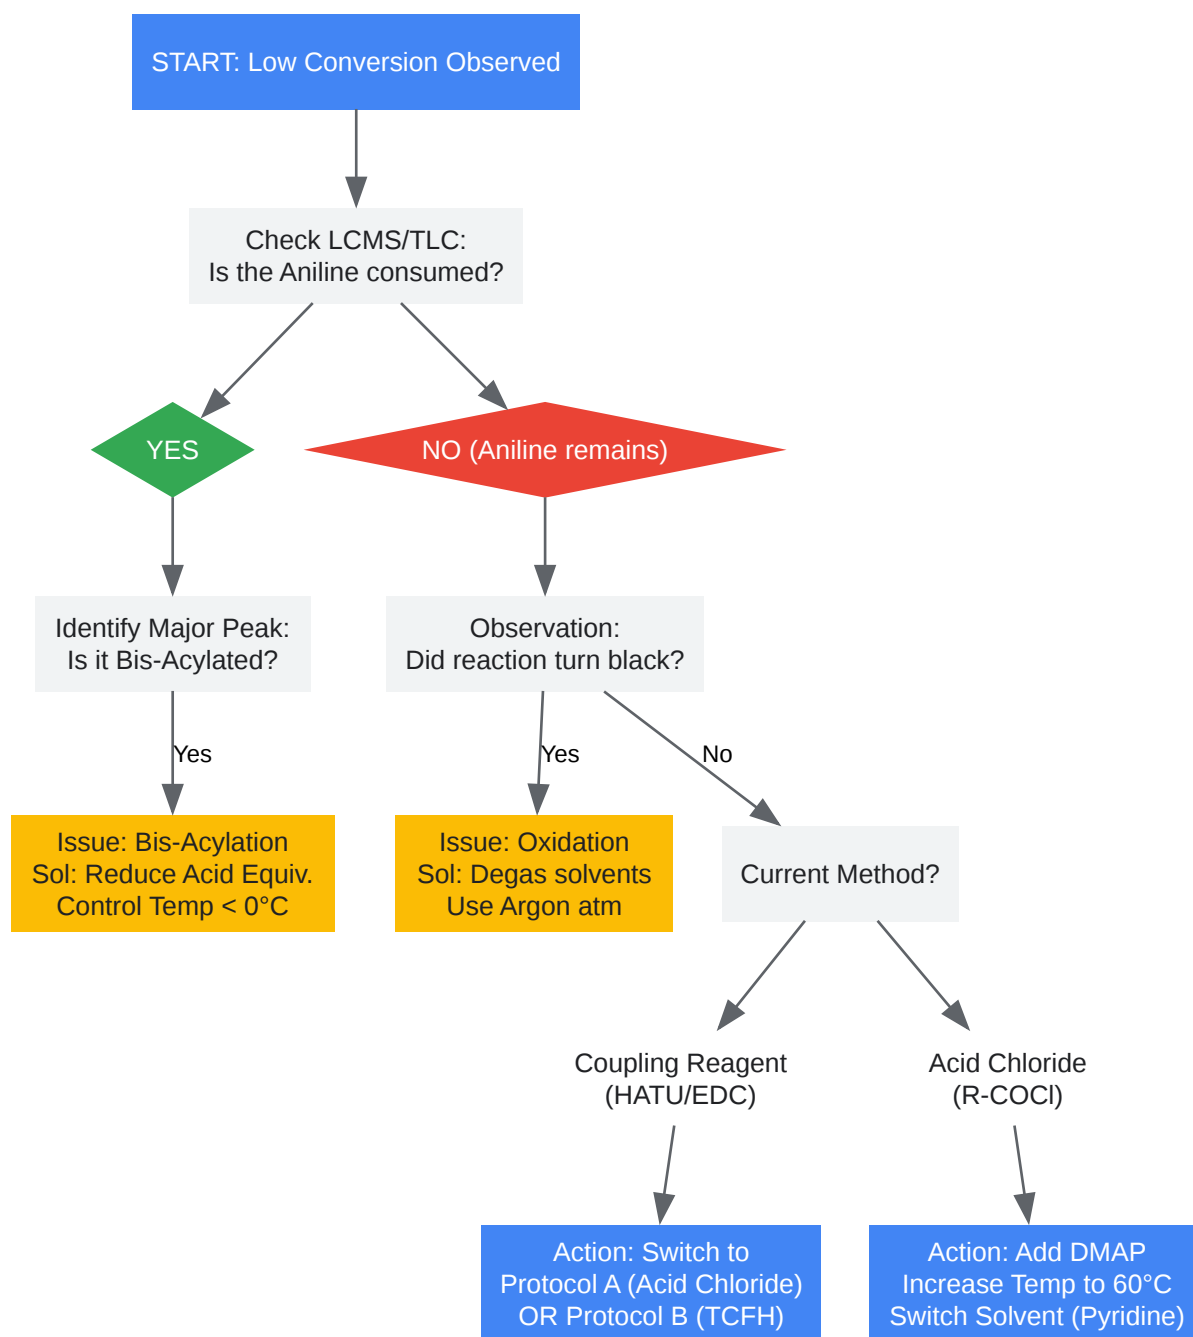 START: Low Conversion Observed
Check LCMS/TLC:
Is the Aniline consumed?
YES
NO (Aniline remains)
Identify Major Peak:
Is it Bis-Acylated?
Observation:
Did reaction turn black?
Yes
Yes
No
Issue: Bis-Acylation
Sol: Reduce Acid Equiv.
Control Temp < 0°C
Issue: Oxidation
Sol: Degas solvents
Use Argon atm
Current Method?
Coupling Reagent
(HATU/EDC)
Acid Chloride
(R-COCl)
Action: Switch to
Protocol A (Acid Chloride)
OR Protocol B (TCFH)
Action: Add DMAP
Increase Temp to 60°C
Switch Solvent (Pyridine)